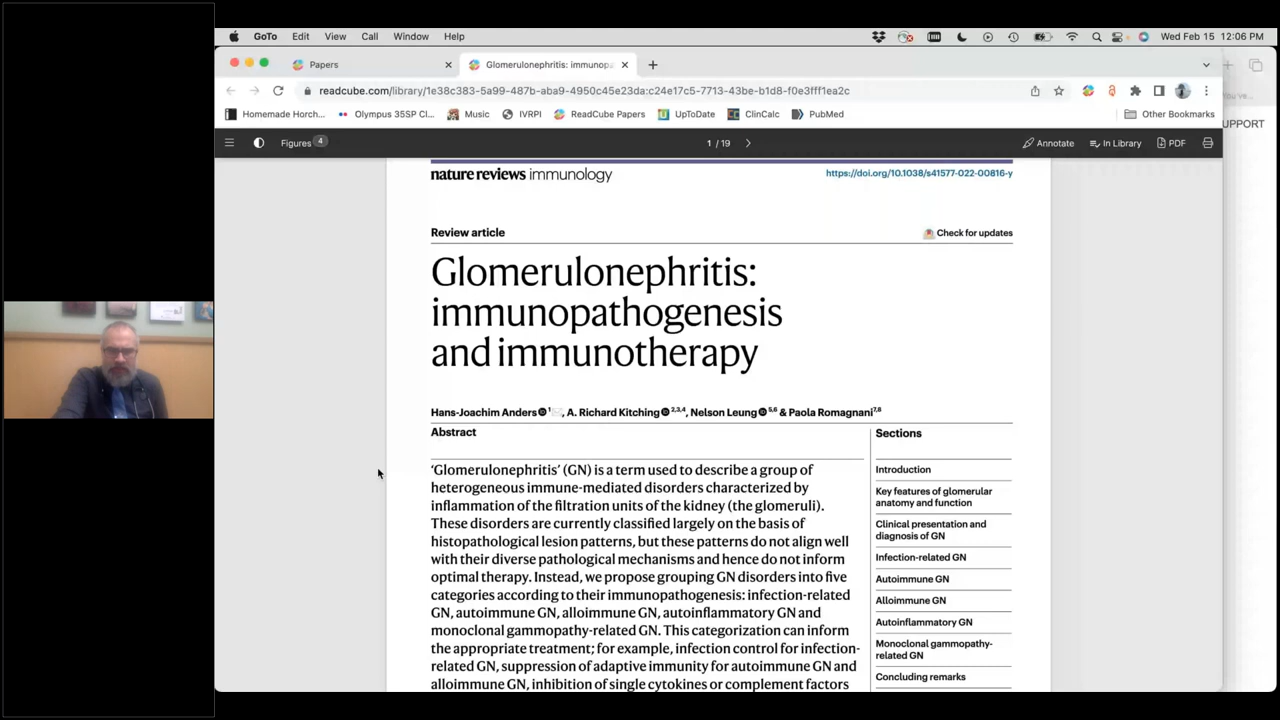 GoTo Edit View Call Window Help
Wed Feb 15 12:06 PM
Papers
Glomerulonephritis: immunop
readcube.com/library/1e38c383-5a99-487b-aba9-4950c45e23da:c24e17c5-7713-43be-b1d8-f0e3fff1ea2c
Homemade Horch... Olympus 35SP Cl... Music IVRPI ReadCube Papers UpToDate ClinCalc PubMed Other Bookmarks
UPPORT
Figures 4
1 / 19
Annotate In Library PDF
nature reviews immunology
https://doi.org/10.1038/s41577-022-00816-y
Review article
Check for updates
Glomerulonephritis:
immunopathogenesis
and immunotherapy
Hans-Joachim Anders 1, A. Richard Kitching 2,3,4, Nelson Leung 5,6 & Paola Romagnani7,8
Abstract
'Glomerulonephritis' (GN) is a term used to describe a group of
heterogeneous immune-mediated disorders characterized by
inflammation of the filtration units of the kidney (the glomeruli).
These disorders are currently classified largely on the basis of
histopathological lesion patterns, but these patterns do not align well
with their diverse pathological mechanisms and hence do not inform
optimal therapy. Instead, we propose grouping GN disorders into five
categories according to their immunopathogenesis: infection-related
GN, autoimmune GN, alloimmune GN, autoinflammatory GN and
monoclonal gammopathy-related GN. This categorization can inform
the appropriate treatment; for example, infection control for infection-
related GN, suppression of adaptive immunity for autoimmune GN and
alloimmune GN, inhibition of single cytokines or complement factors
Sections
Introduction
Key features of glomerular
anatomy and function
Clinical presentation and
diagnosis of GN
Infection-related GN
Autoimmune GN
Alloimmune GN
Autoinflammatory GN
Monoclonal gammopathy-
related GN
Concluding remarks